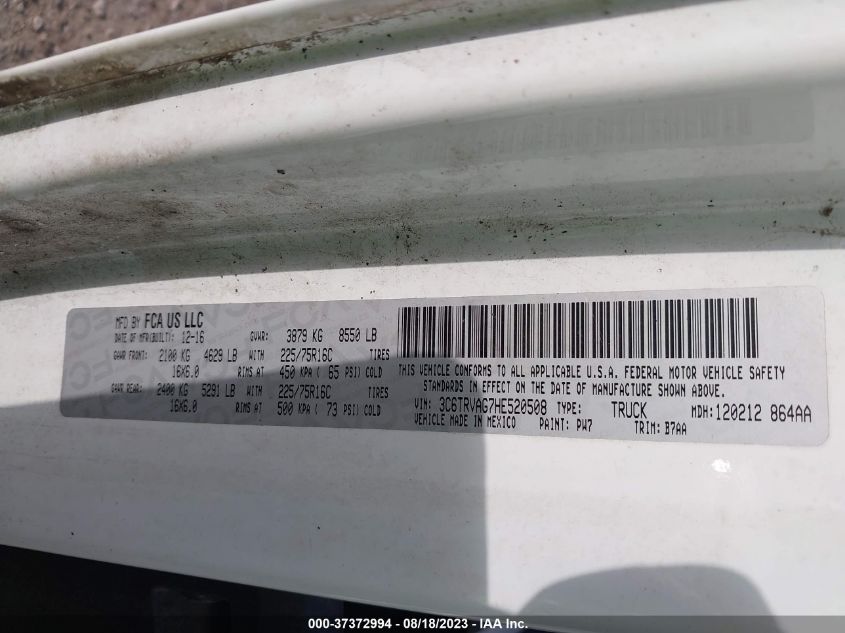 MFD BY FCA US LLC
DATE OF MFR(BUILT): 12-16 GVWR: 3879 KG 8550 LB
GAWR FRONT: 2100 KG 4629 LB WITH 225/75R16C TIRES
16X6.0 RIMS AT 450 KPA ( 65 PSI) COLD
GAWR REAR: 2400 KG 5291 LB WITH 225/75R16C TIRES
16X6.0 RIMS AT 500 KPA ( 73 PSI) COLD
THIS VEHICLE CONFORMS TO ALL APPLICABLE U.S.A. FEDERAL MOTOR VEHICLE SAFETY
STANDARDS IN EFFECT ON THE DATE OF MANUFACTURE SHOWN ABOVE.
VIN: 3C6TRVAG7HE520508 TYPE: TRUCK MDH: 120212 864AA
VEHICLE MADE IN MEXICO PAINT: PW7 TRIM: B7AA
000-37372994 - 08/18/2023 - IAA Inc.